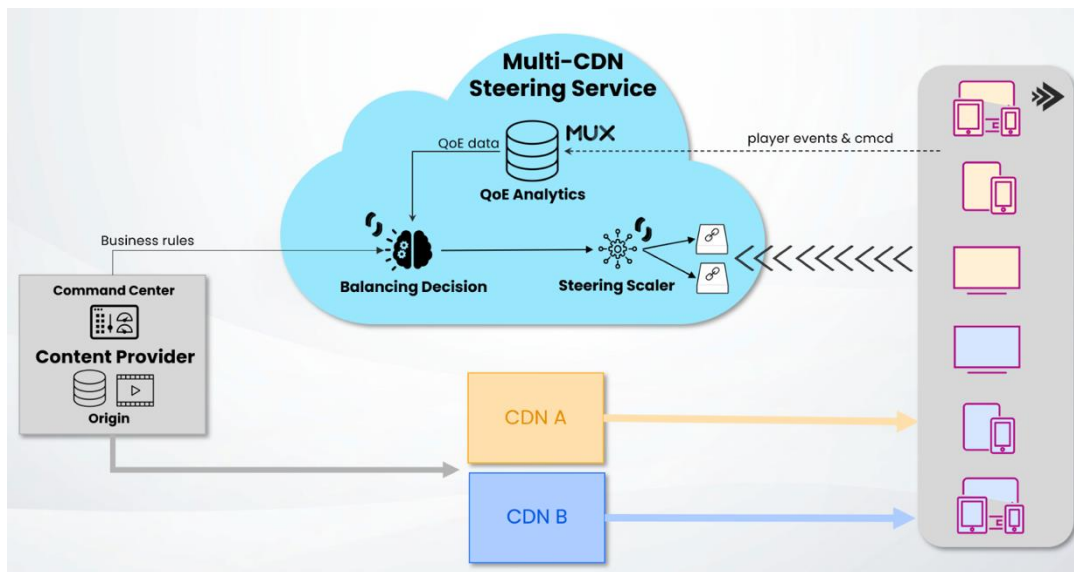 Multi-CDN
Steering Service
MUX
QoE data
player events & cmcd
QoE Analytics
Business rules
Balancing Decision
Steering Scaler
Command Center
Content Provider
Origin
CDN A
CDN B